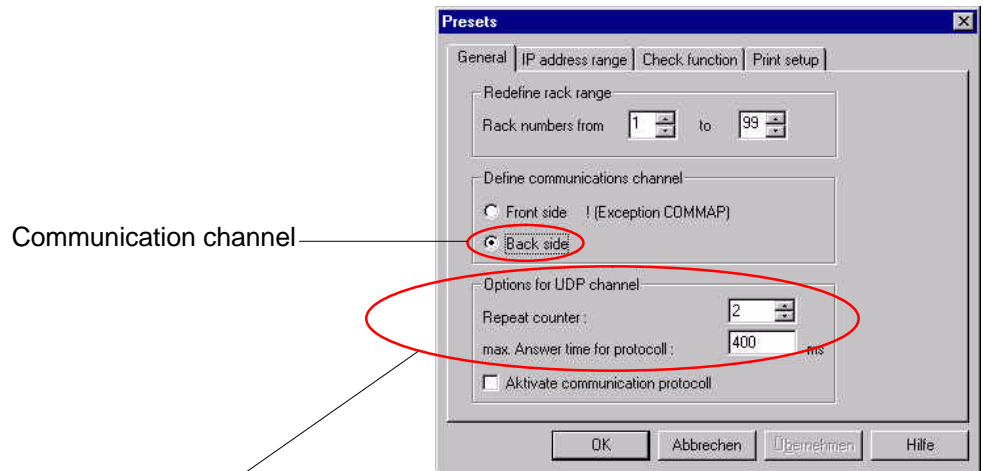 Presets
General IP address range Check function Print setup
Redefine rack range
Rack numbers from 1 to 99
Define communications channel
Front side ! (Exception COMMAP)
Communication channel
Back side
Options for UDP channel
Repeat counter : 2
max. Answer time for protocoll : 400 ms
Aktivate communication protocoll
OK Abbrechen Übernehmen Hilfe